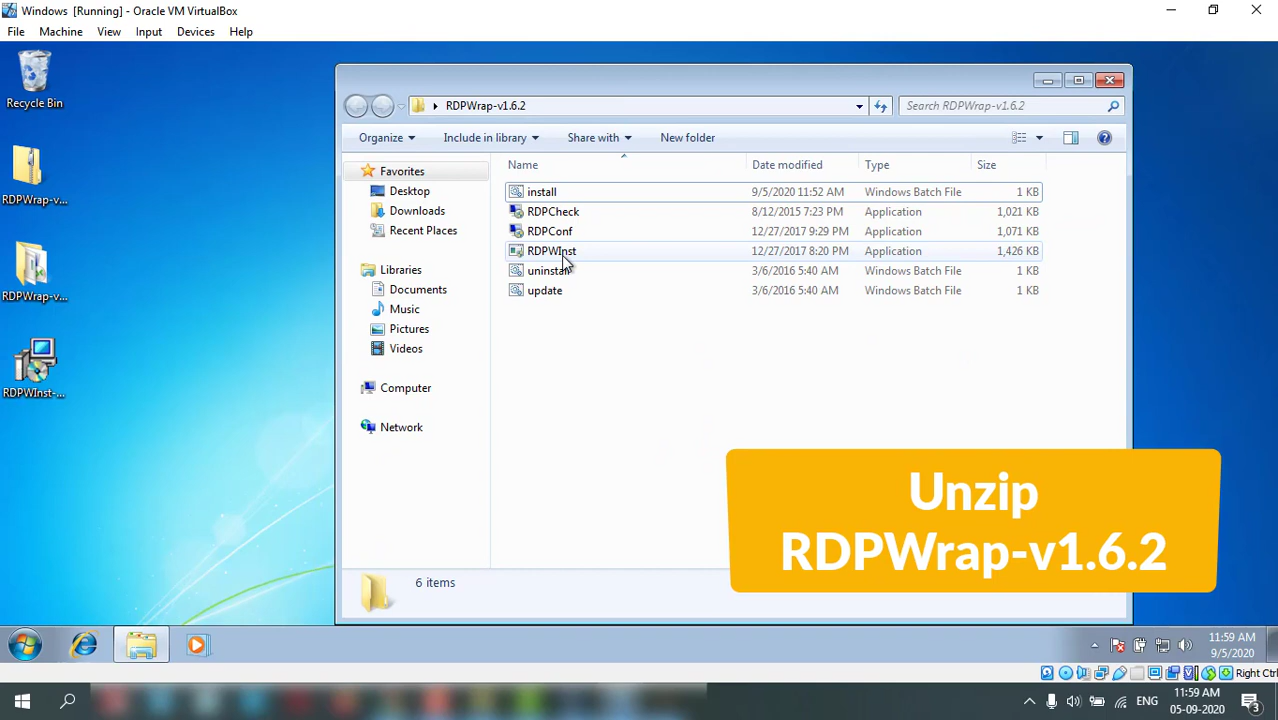 Windows [Running] - Oracle VM VirtualBox
File Machine View Input Devices Help
Recycle Bin
RDPWrap-v...
RDPWrap-v...
RDPWInst-...
RDPWrap-v1.6.2
Search RDPWrap-v1.6.2
Organize Include in library Share with New folder
Favorites
Desktop
Downloads
Recent Places
Libraries
Documents
Music
Pictures
Videos
Computer
Network
Name Date modified Type Size
install 9/5/2020 11:52 AM Windows Batch File 1 KB
RDPCheck 8/12/2015 7:23 PM Application 1,021 KB
RDPConf 12/27/2017 9:29 PM Application 1,071 KB
RDPWInst 12/27/2017 8:20 PM Application 1,426 KB
uninstall 3/6/2016 5:40 AM Windows Batch File 1 KB
update 3/6/2016 5:40 AM Windows Batch File 1 KB
Unzip
RDPWrap-v1.6.2
6 items
11:59 AM
9/5/2020
Right Ctrl
ENG
11:59 AM
05-09-2020
3